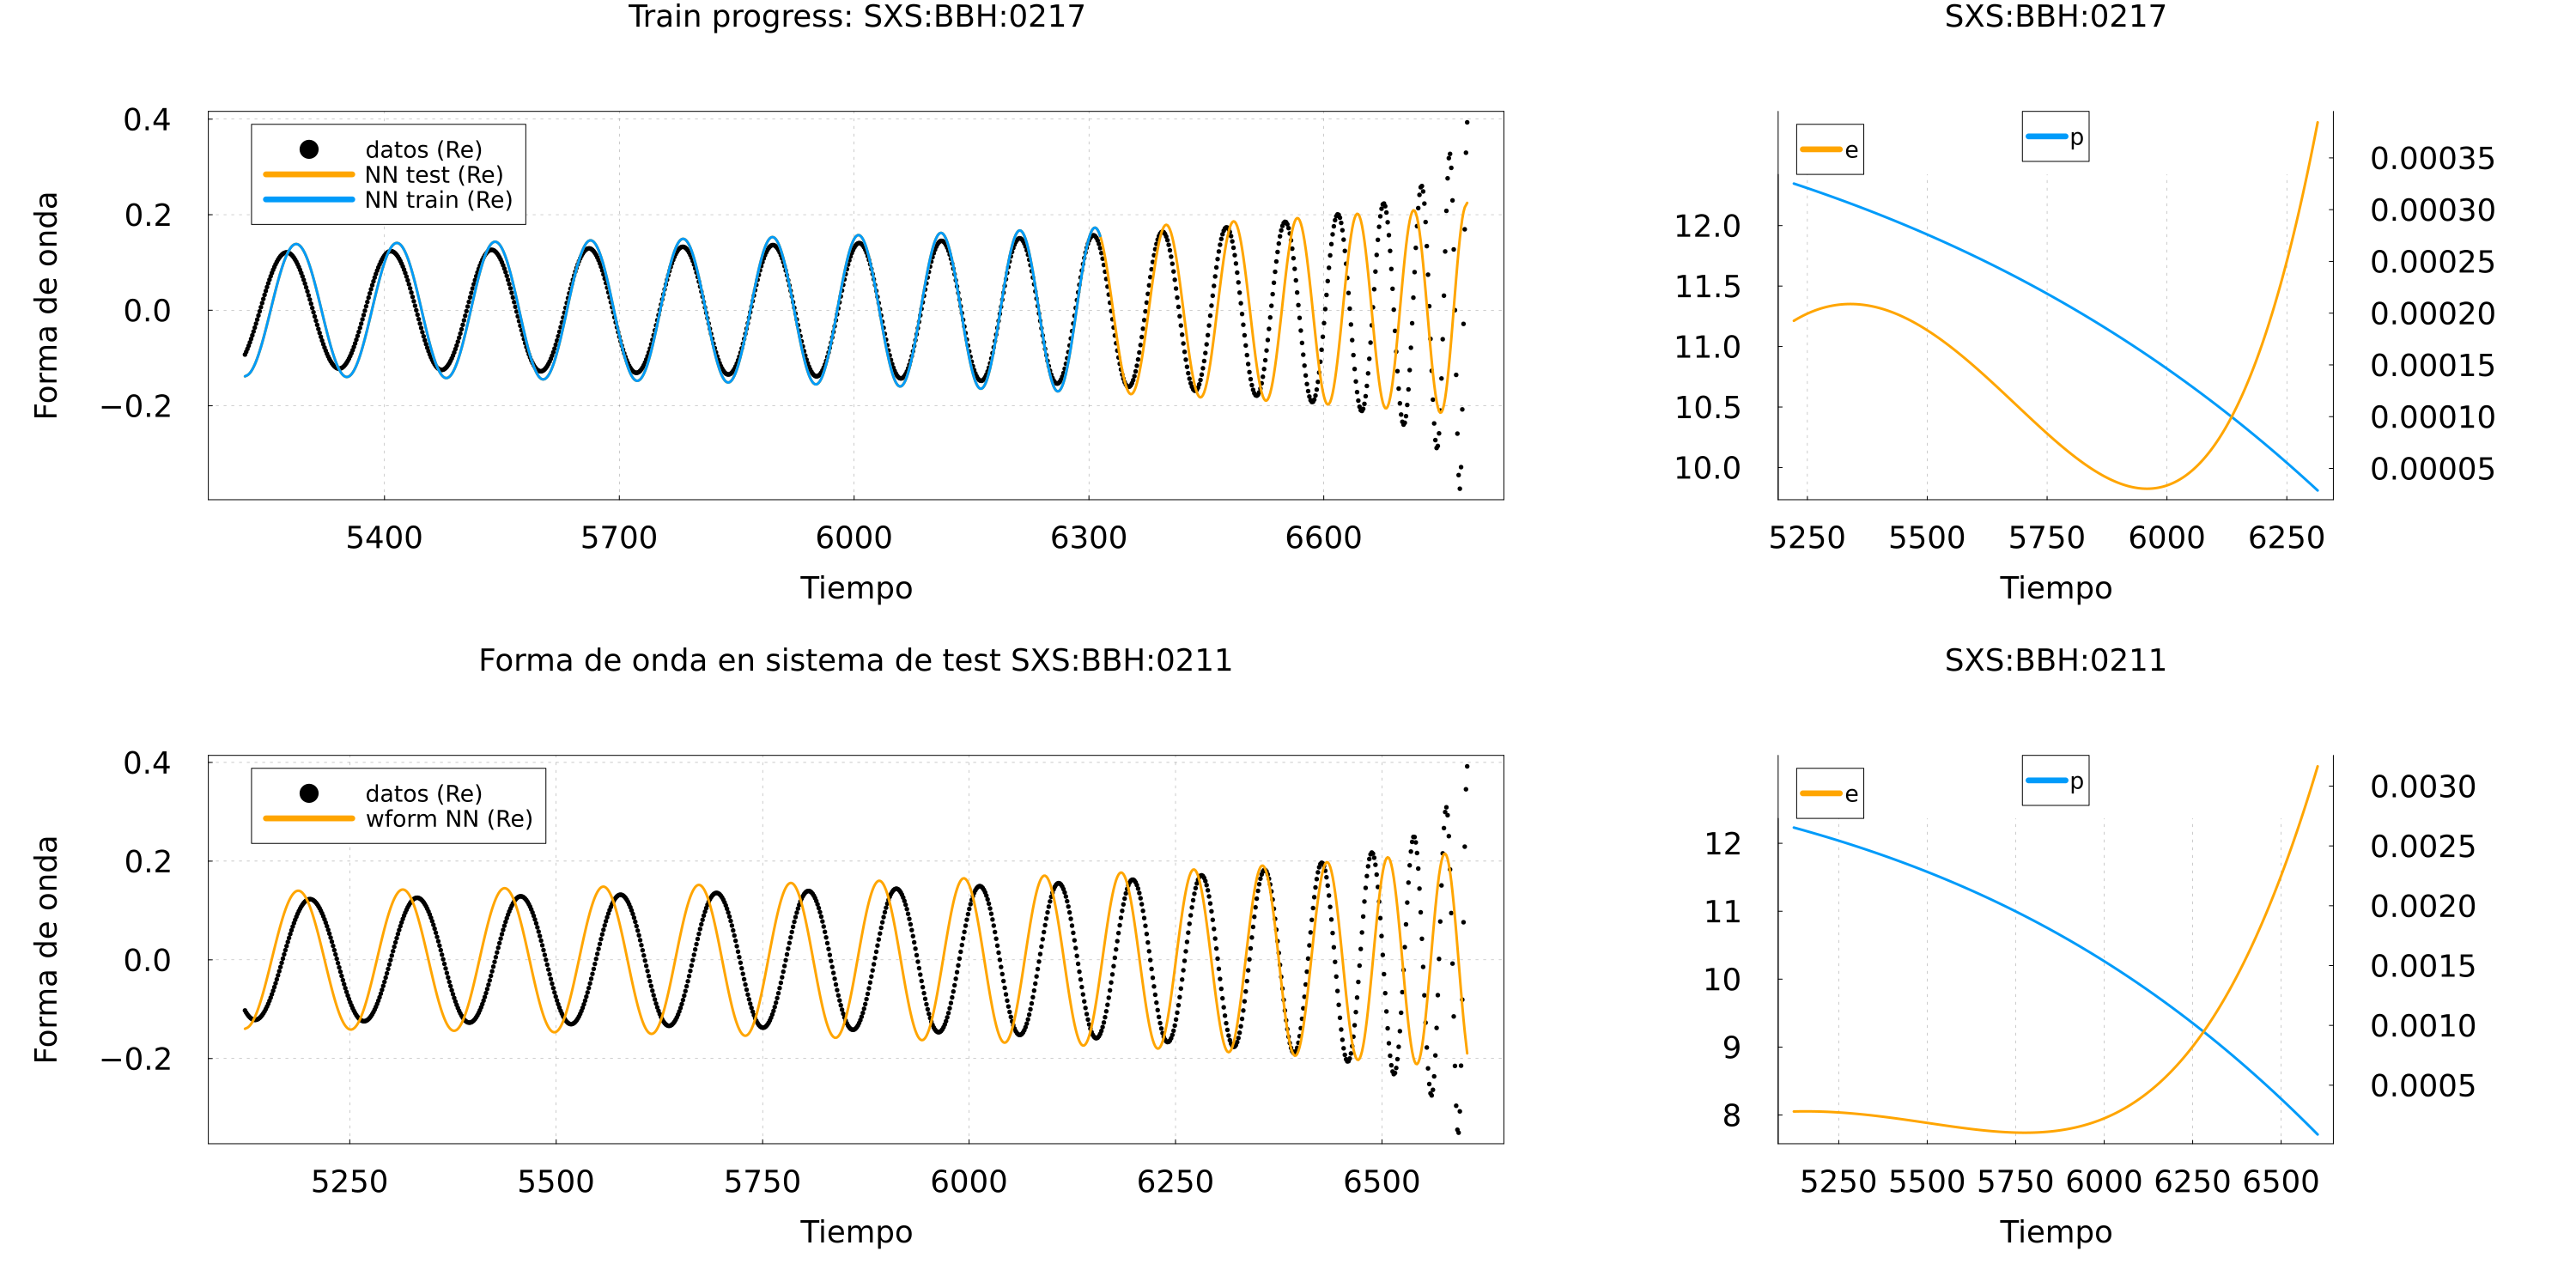 Train progress: SXS:BBH:0217
Forma de onda
0.4
0.2
0.0
−0.2
datos (Re)
NN test (Re)
NN train (Re)
5400 5700 6000 6300 6600
Tiempo
SXS:BBH:0217
e
p
12.0
11.5
11.0
10.5
10.0
0.00035
0.00030
0.00025
0.00020
0.00015
0.00010
0.00005
5250 5500 5750 6000 6250
Tiempo
Forma de onda en sistema de test SXS:BBH:0211
Forma de onda
0.4
0.2
0.0
−0.2
datos (Re)
wform NN (Re)
5250 5500 5750 6000 6250 6500
Tiempo
SXS:BBH:0211
e
p
12
11
10
9
8
0.0030
0.0025
0.0020
0.0015
0.0010
0.0005
5250 5500 5750 6000 6250 6500
Tiempo